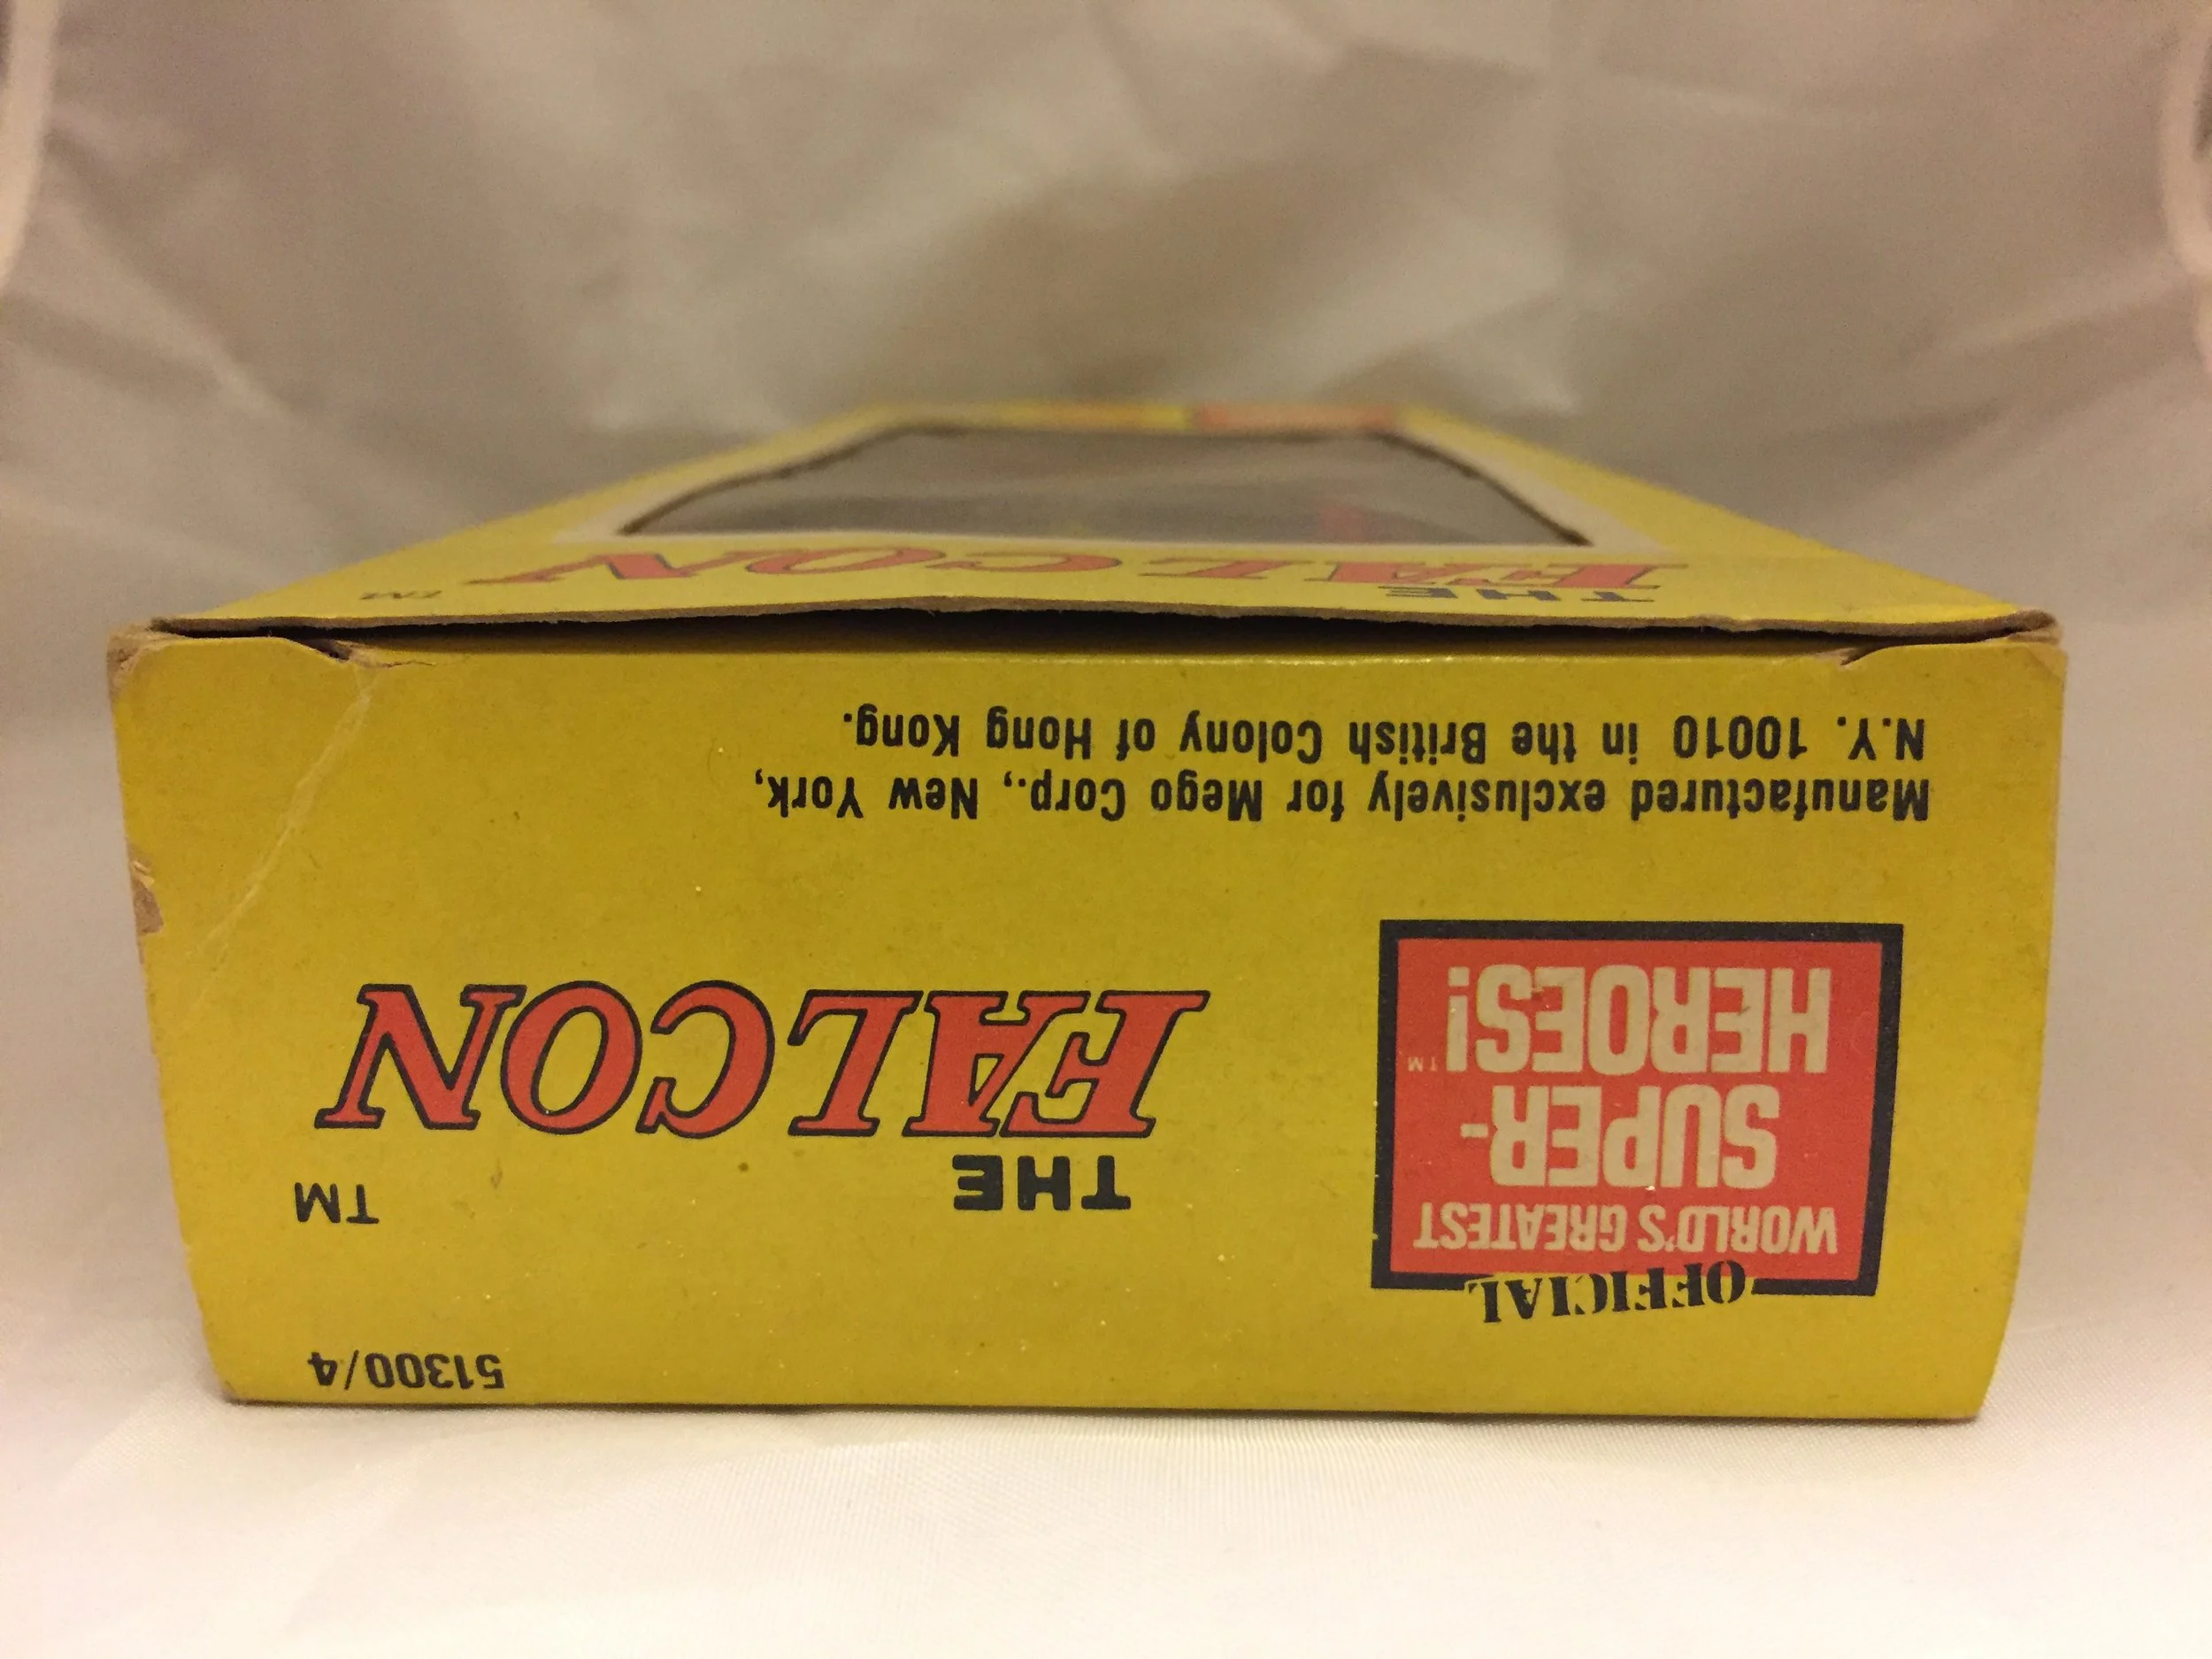 51300/4
OFFICIAL
WORLD'S GREATEST
SUPER-
HEROES!™
THE
FALCON
TM
Manufactured exclusively for Mego Corp., New York,
N.Y. 10010 in the British Colony of Hong Kong.
THE
FALCON
TM